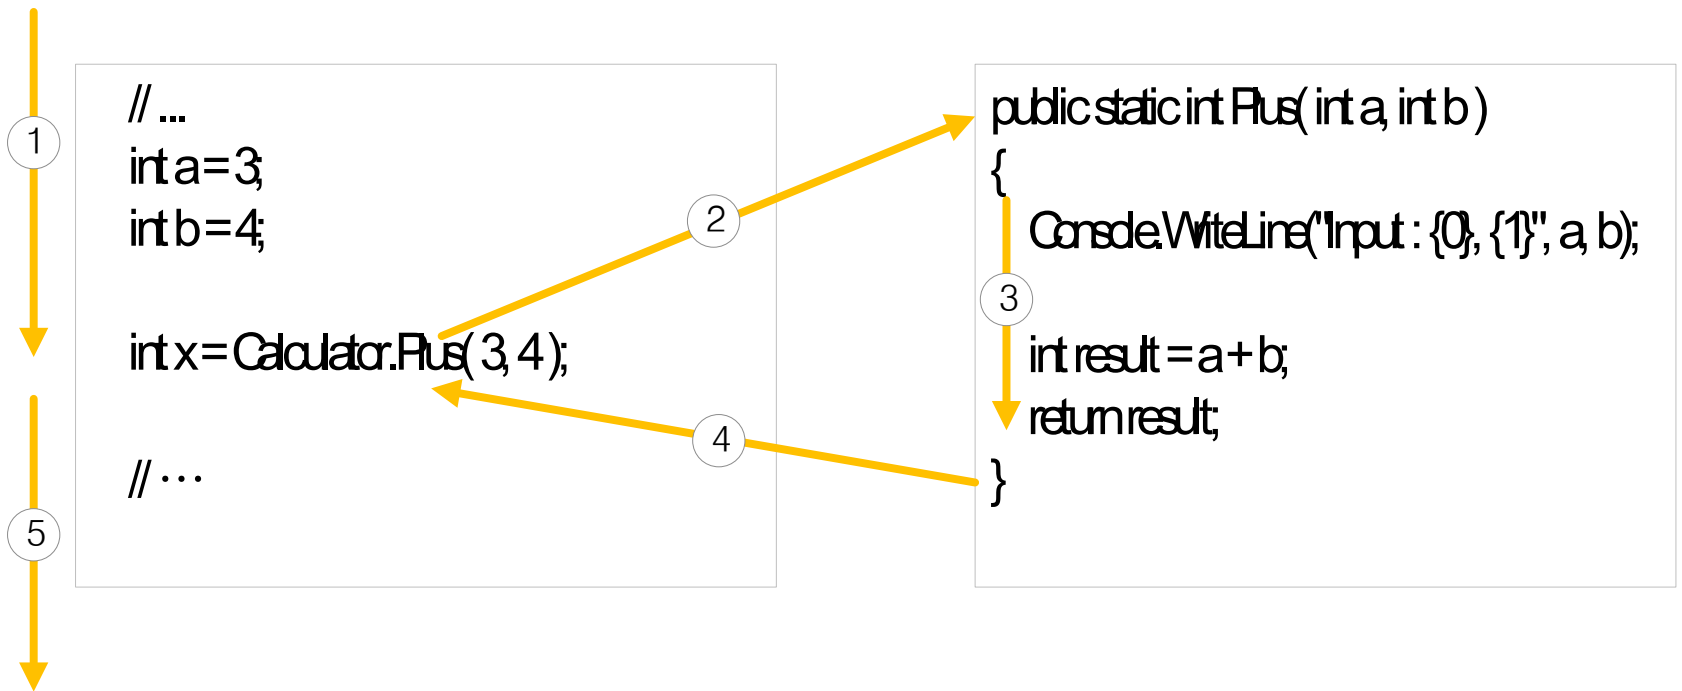 1
// ...
int a = 3;
int b = 4;
int x = Calculator.Plus( 3, 4 );
// ···
5
2
4
public static int Plus( int a, int b )
{
Console.WriteLine("Input : {0}, {1}", a, b);
3
int result = a + b;
return result;
}